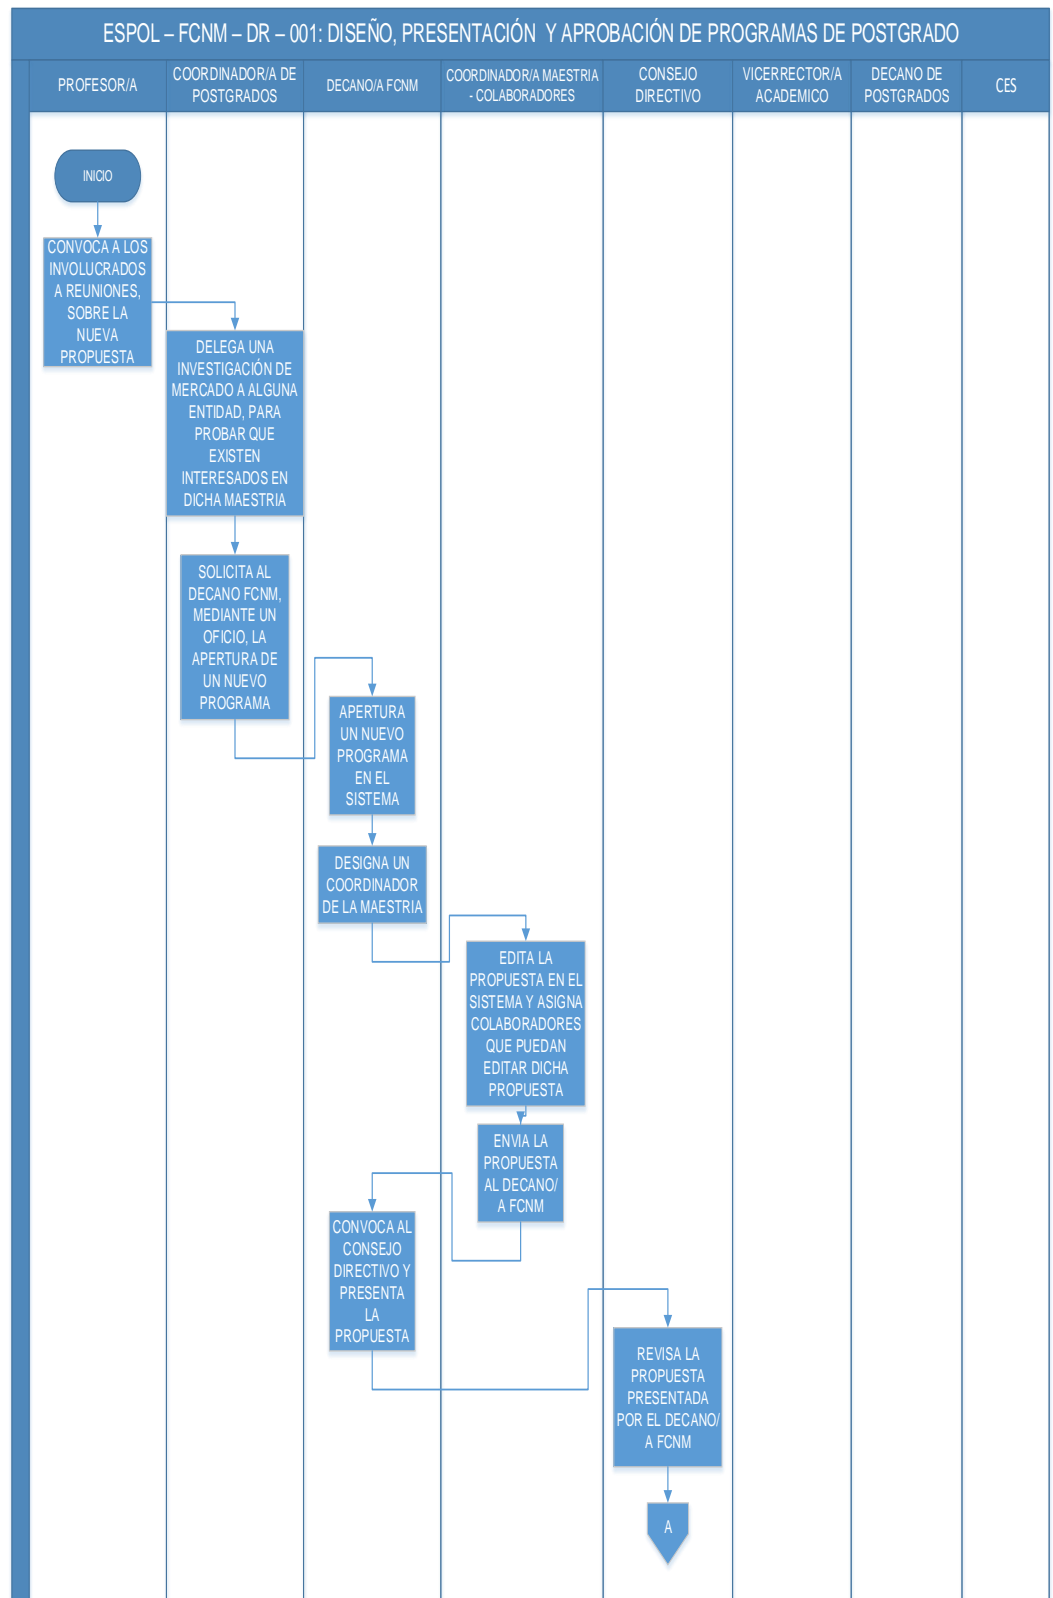 ESPOL – FCNM – DR – 001: DISEÑO, PRESENTACIÓN Y APROBACIÓN DE PROGRAMAS DE POSTGRADO
PROFESOR/A
COORDINADOR/A DE
POSTGRADOS
DECANO/A FCNM
COORDINADOR/A MAESTRIA
- COLABORADORES
CONSEJO
DIRECTIVO
VICERRECTOR/A
ACADEMICO
DECANO DE
POSTGRADOS
CES
INICIO
CONVOCA A LOS
INVOLUCRADOS
A REUNIONES,
SOBRE LA
NUEVA
PROPUESTA
DELEGA UNA
INVESTIGACIÓN DE
MERCADO A ALGUNA
ENTIDAD, PARA
PROBAR QUE
EXISTEN
INTERESADOS EN
DICHA MAESTRIA
SOLICITA AL
DECANO FCNM,
MEDIANTE UN
OFICIO, LA
APERTURA DE
UN NUEVO
PROGRAMA
APERTURA
UN NUEVO
PROGRAMA
EN EL
SISTEMA
DESIGNA UN
COORDINADOR
DE LA MAESTRIA
EDITA LA
PROPUESTA EN EL
SISTEMA Y ASIGNA
COLABORADORES
QUE PUEDAN
EDITAR DICHA
PROPUESTA
ENVIA LA
PROPUESTA
AL DECANO/
A FCNM
CONVOCA AL
CONSEJO
DIRECTIVO Y
PRESENTA
LA
PROPUESTA
REVISA LA
PROPUESTA
PRESENTADA
POR EL DECANO/
A FCNM
A